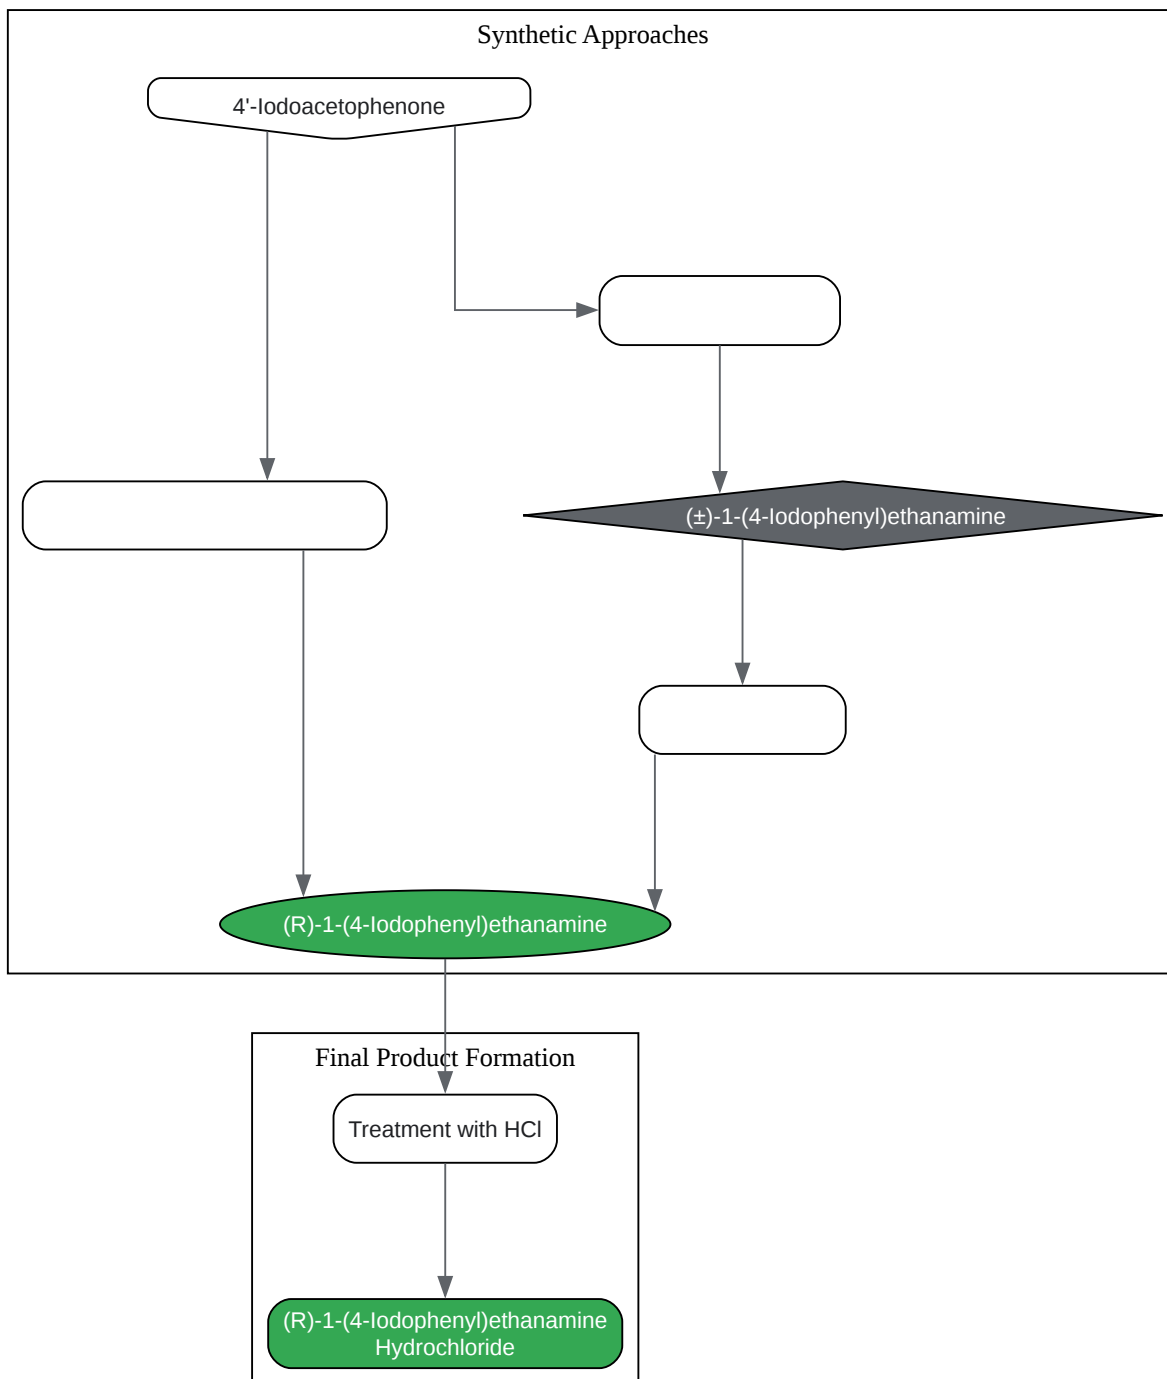 Synthetic Approaches
4'-Iodoacetophenone
(±)-1-(4-Iodophenyl)ethanamine
(R)-1-(4-Iodophenyl)ethanamine
Final Product Formation
Treatment with HCl
(R)-1-(4-Iodophenyl)ethanamine
Hydrochloride